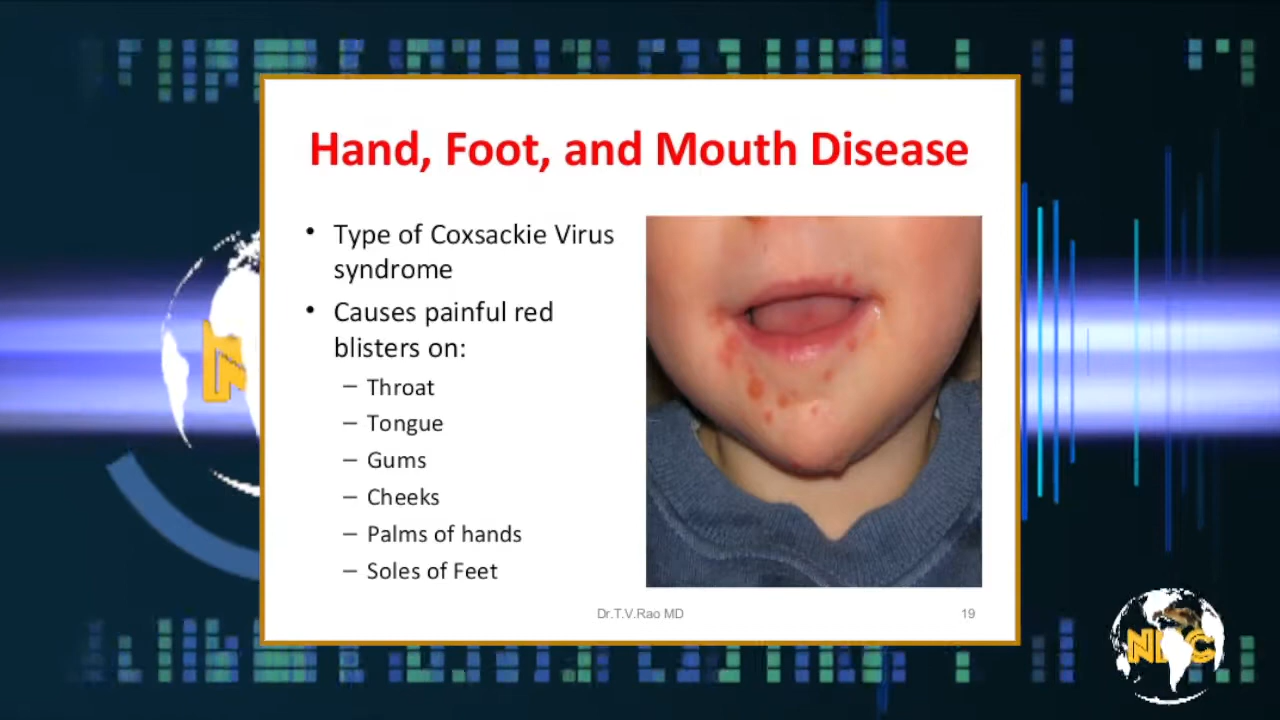 Hand, Foot, and Mouth Disease
• Type of Coxsackie Virus
syndrome
• Causes painful red
blisters on:
– Throat
– Tongue
– Gums
– Cheeks
– Palms of hands
– Soles of Feet
Dr.T.V.Rao MD
19